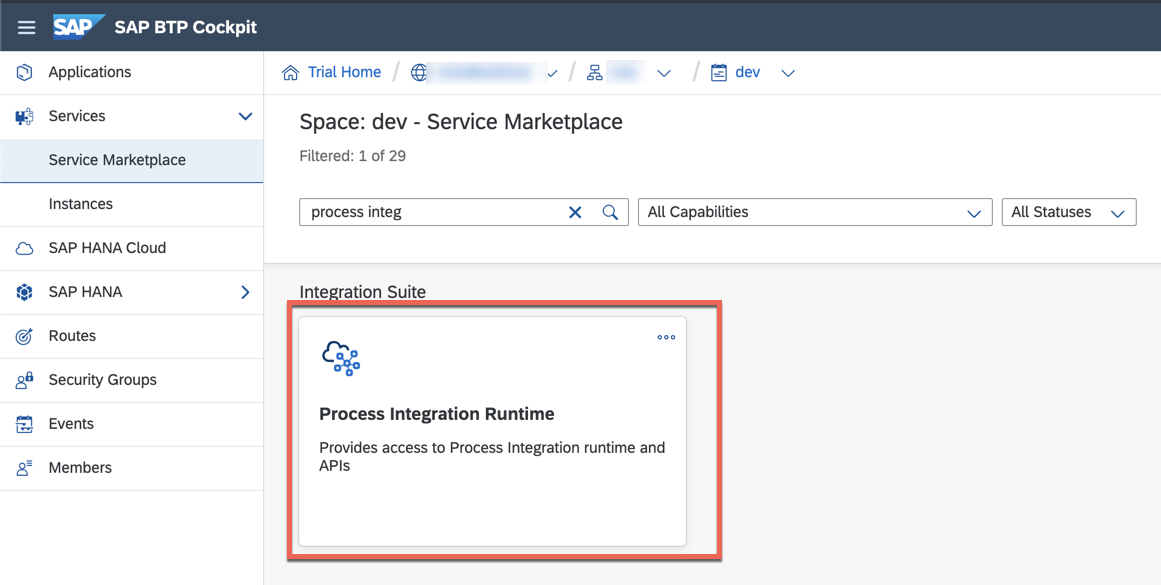 SAP SAP BTP Cockpit
Applications
Services
Service Marketplace
Instances
SAP HANA Cloud
SAP HANA
Routes
Security Groups
Events
Members
Trial Home / / / dev
Space: dev - Service Marketplace
Filtered: 1 of 29
process integ All Capabilities All Statuses
Integration Suite
Process Integration Runtime
Provides access to Process Integration runtime and
APIs